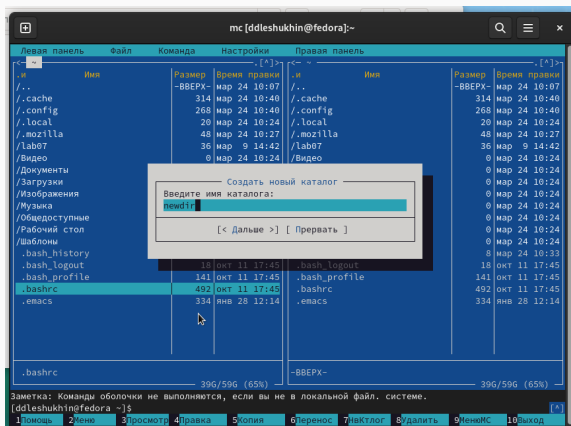 mc [ddleshukhin@fedora]:~
Левая панель Файл Команда Настройки Правая панель
<─ ~ .[^]> <─ ~ .[^]>
.и Имя Размер Время правки .и Имя Размер Время правки
/.. -ВВЕРХ- мар 24 10:07 /.. -ВВЕРХ- мар 24 10:07
/.cache 314 мар 24 10:40 /.cache 314 мар 24 10:40
/.config 268 мар 24 10:40 /.config 268 мар 24 10:40
/.local 20 мар 24 10:24 /.local 20 мар 24 10:24
/.mozilla 48 мар 24 10:27 /.mozilla 48 мар 24 10:27
/lab07 36 мар 9 14:42 /lab07 36 мар 9 14:42
/Видео 0 мар 24 10:24 /Видео 0 мар 24 10:24
/Документы 0 мар 24 10:24
/Загрузки Создать новый каталог 0 мар 24 10:24
/Изображения Введите имя каталога: 0 мар 24 10:24
/Музыка newdir 0 мар 24 10:24
/Общедоступные 0 мар 24 10:24
/Рабочий стол [< Дальше >] [ Прервать ] 0 мар 24 10:24
/Шаблоны 0 мар 24 10:24
.bash_history 8 мар 24 10:33
.bash_logout 18 окт 11 17:45 .bash_logout 18 окт 11 17:45
.bash_profile 141 окт 11 17:45 .bash_profile 141 окт 11 17:45
.bashrc 492 окт 11 17:45 .bashrc 492 окт 11 17:45
.emacs 334 янв 28 12:14 .emacs 334 янв 28 12:14
.bashrc -ВВЕРХ-
39G/59G (65%) 39G/59G (65%)
Заметка: Команды оболочки не выполняются, если вы не в локальной файл. системе.
[ddleshukhin@fedora ~]$ [^]
1Помощь 2Меню 3Просмотр 4Правка 5Копия 6Перенос 7НвКтлог 8Удалить 9МенюМС 10Выход